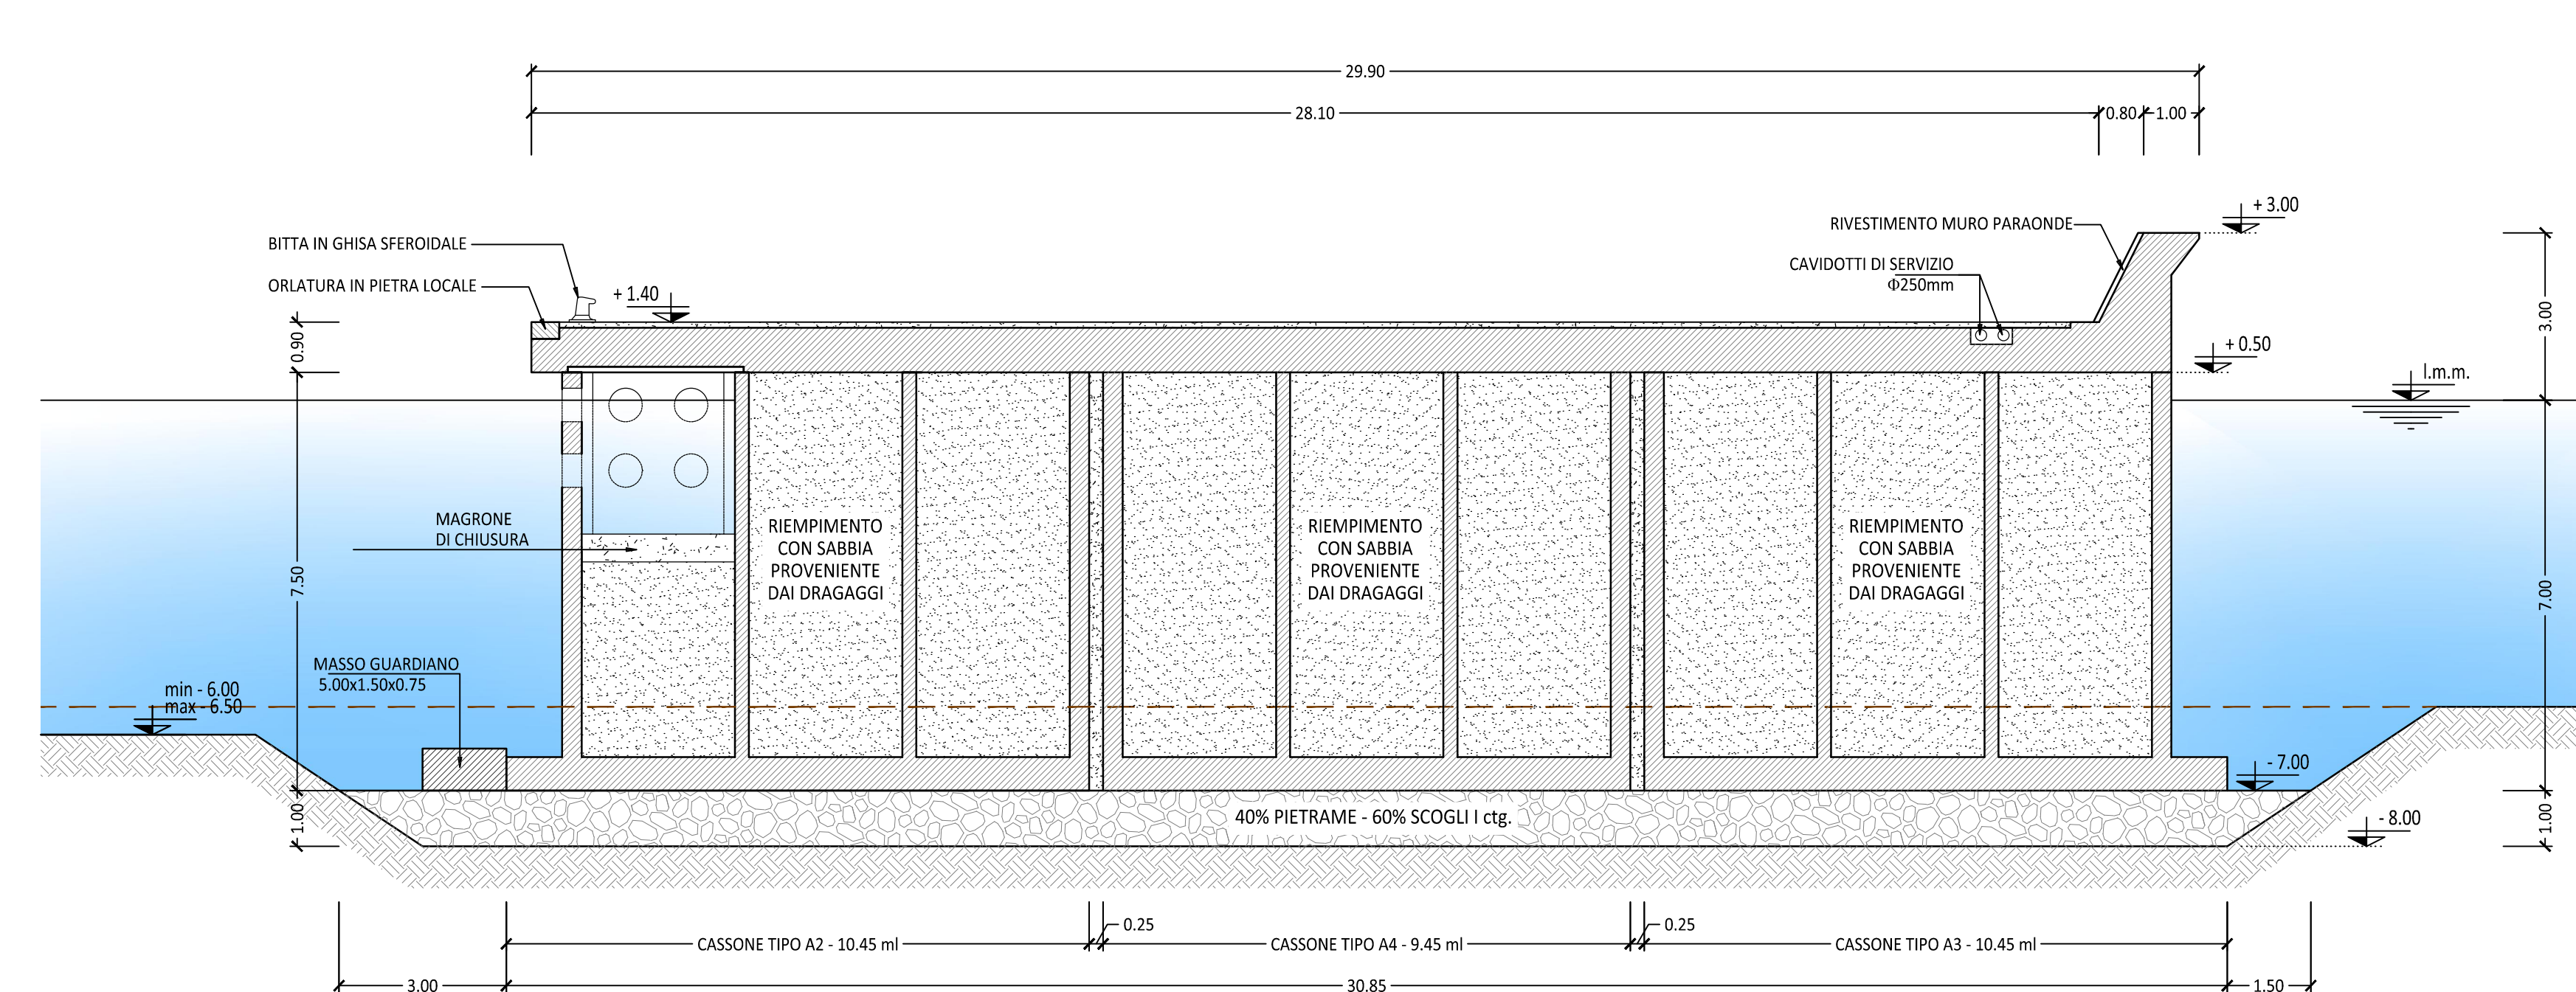 29.90
28.10
0.80
1.00
+ 3.00
RIVESTIMENTO MURO PARAONDE
BITTA IN GHISA SFEROIDALE
CAVIDOTTI DI SERVIZIO
Φ250mm
ORLATURA IN PIETRA LOCALE
+ 1.40
0.90
3.00
+ 0.50
l.m.m.
MAGRONE
DI CHIUSURA
RIEMPIMENTO
CON SABBIA
PROVENIENTE
DAI DRAGAGGI
RIEMPIMENTO
CON SABBIA
PROVENIENTE
DAI DRAGAGGI
RIEMPIMENTO
CON SABBIA
PROVENIENTE
DAI DRAGAGGI
7.50
7.00
MASSO GUARDIANO
5.00x1.50x0.75
min - 6.00
max - 6.50
- 7.00
1.00
40% PIETRAME - 60% SCOGLI I ctg.
- 8.00
1.00
0.25
0.25
CASSONE TIPO A2 - 10.45 ml
CASSONE TIPO A4 - 9.45 ml
CASSONE TIPO A3 - 10.45 ml
3.00
30.85
1.50